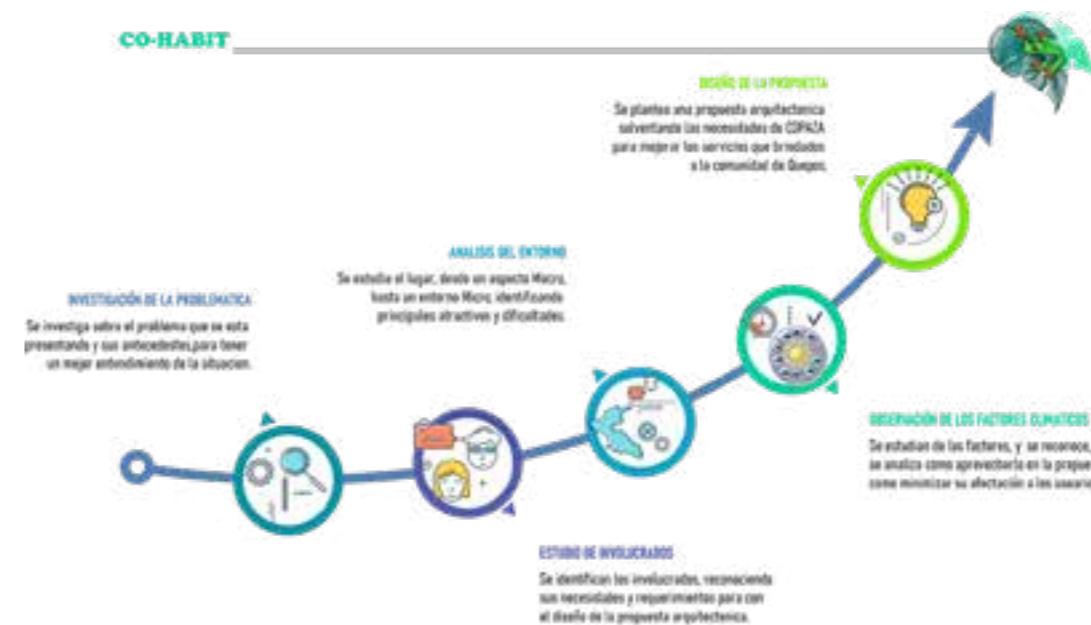 CO-HABIT
DISEÑO DE LA PROPUESTA
Se plantea una propuesta arquitectonica
solventando las necesidades de COPAZA
para mejorar los servicios que brindados
a la comunidad de Quepos.
ANALISIS DEL ENTORNO
Se estudia el lugar, desde un aspecto Macro,
hasta un entorno Micro, identificando
principales atractivos y dificultades.
INVESTIGACIÓN DE LA PROBLEMATICA
Se investiga sobre el problema que se esta
presentando y sus antecedentes,para tener
un mejor entendimiento de la situacion.
OBSERVACIÓN DE LOS FACTORES CLIMATICOS
Se estudian de los factores, y se reconoce,
se analiza como aprovecharlo en la
como minimizar su afectación a los
ESTUDIO DE INVOLUCRADOS
Se identifican los involucrados, reconociendo
sus necesidades y requerimientos para con
el diseño de la propuesta arquitectonica.